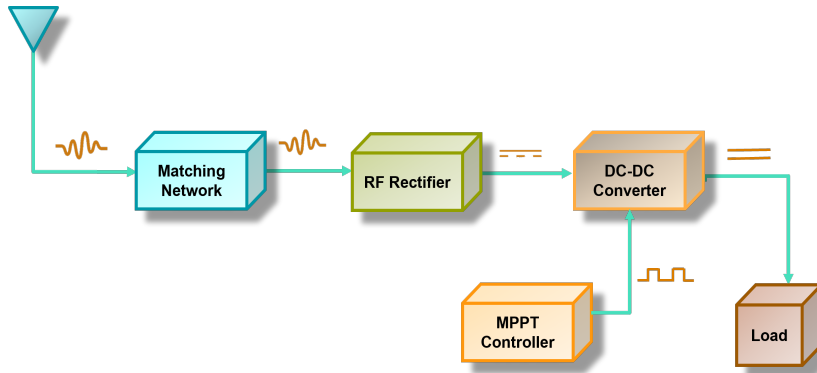 Matching
Network
RF Rectifier
DC-DC
Converter
MPPT
Controller
Load